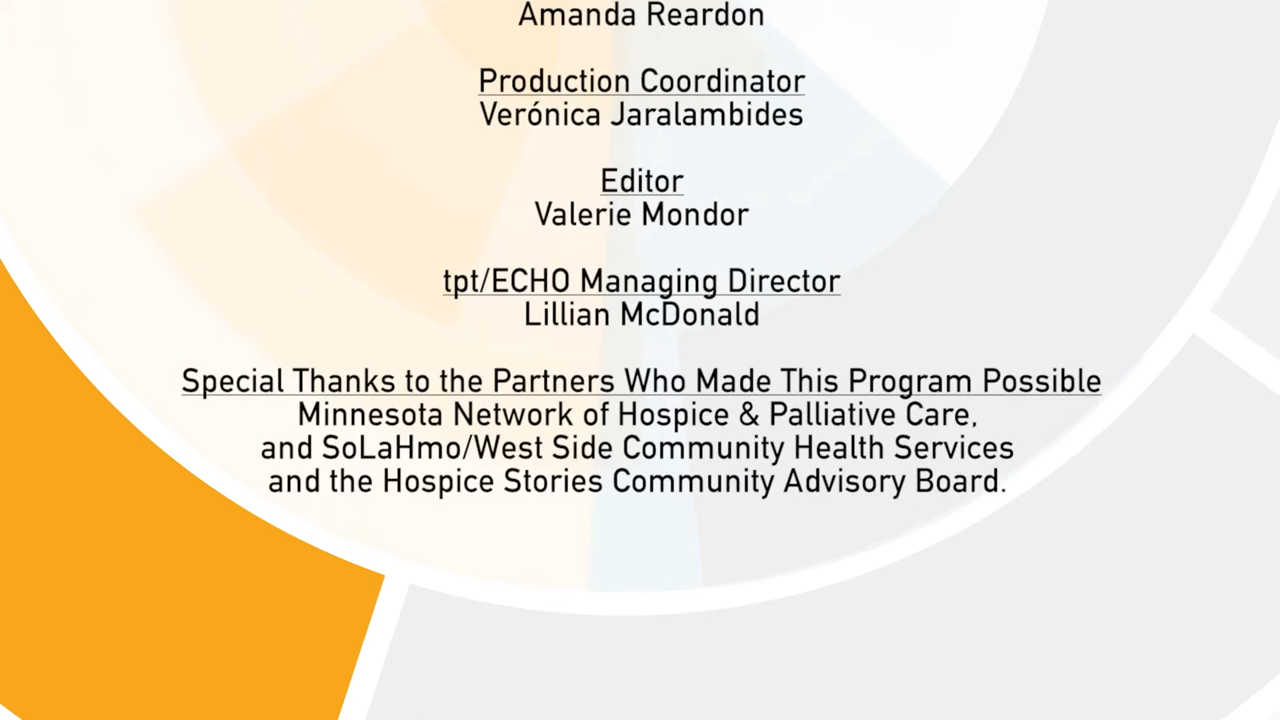 Amanda Reardon
Production Coordinator
Verónica Jaralambides
Editor
Valerie Mondor
tpt/ECHO Managing Director
Lillian McDonald
Special Thanks to the Partners Who Made This Program Possible
Minnesota Network of Hospice & Palliative Care,
and SoLaHmo/West Side Community Health Services
and the Hospice Stories Community Advisory Board.